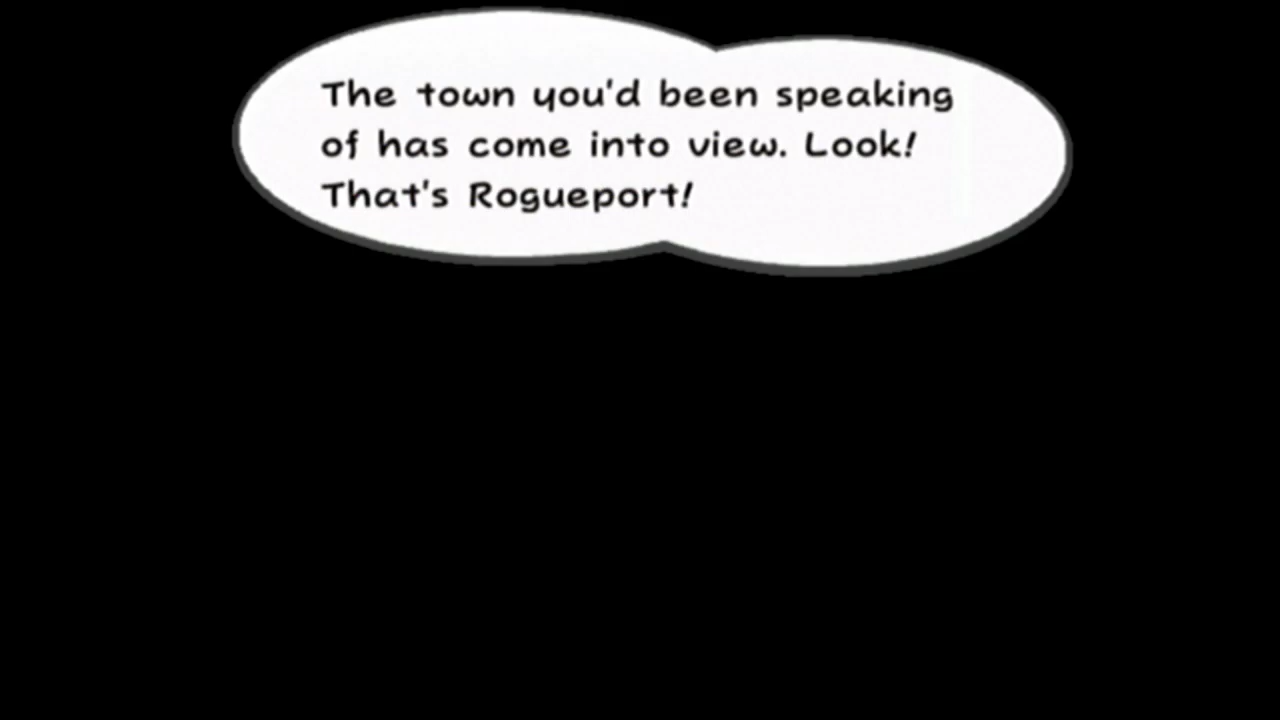 The town you'd been speaking
of has come into view. Look!
That's Rogueport!